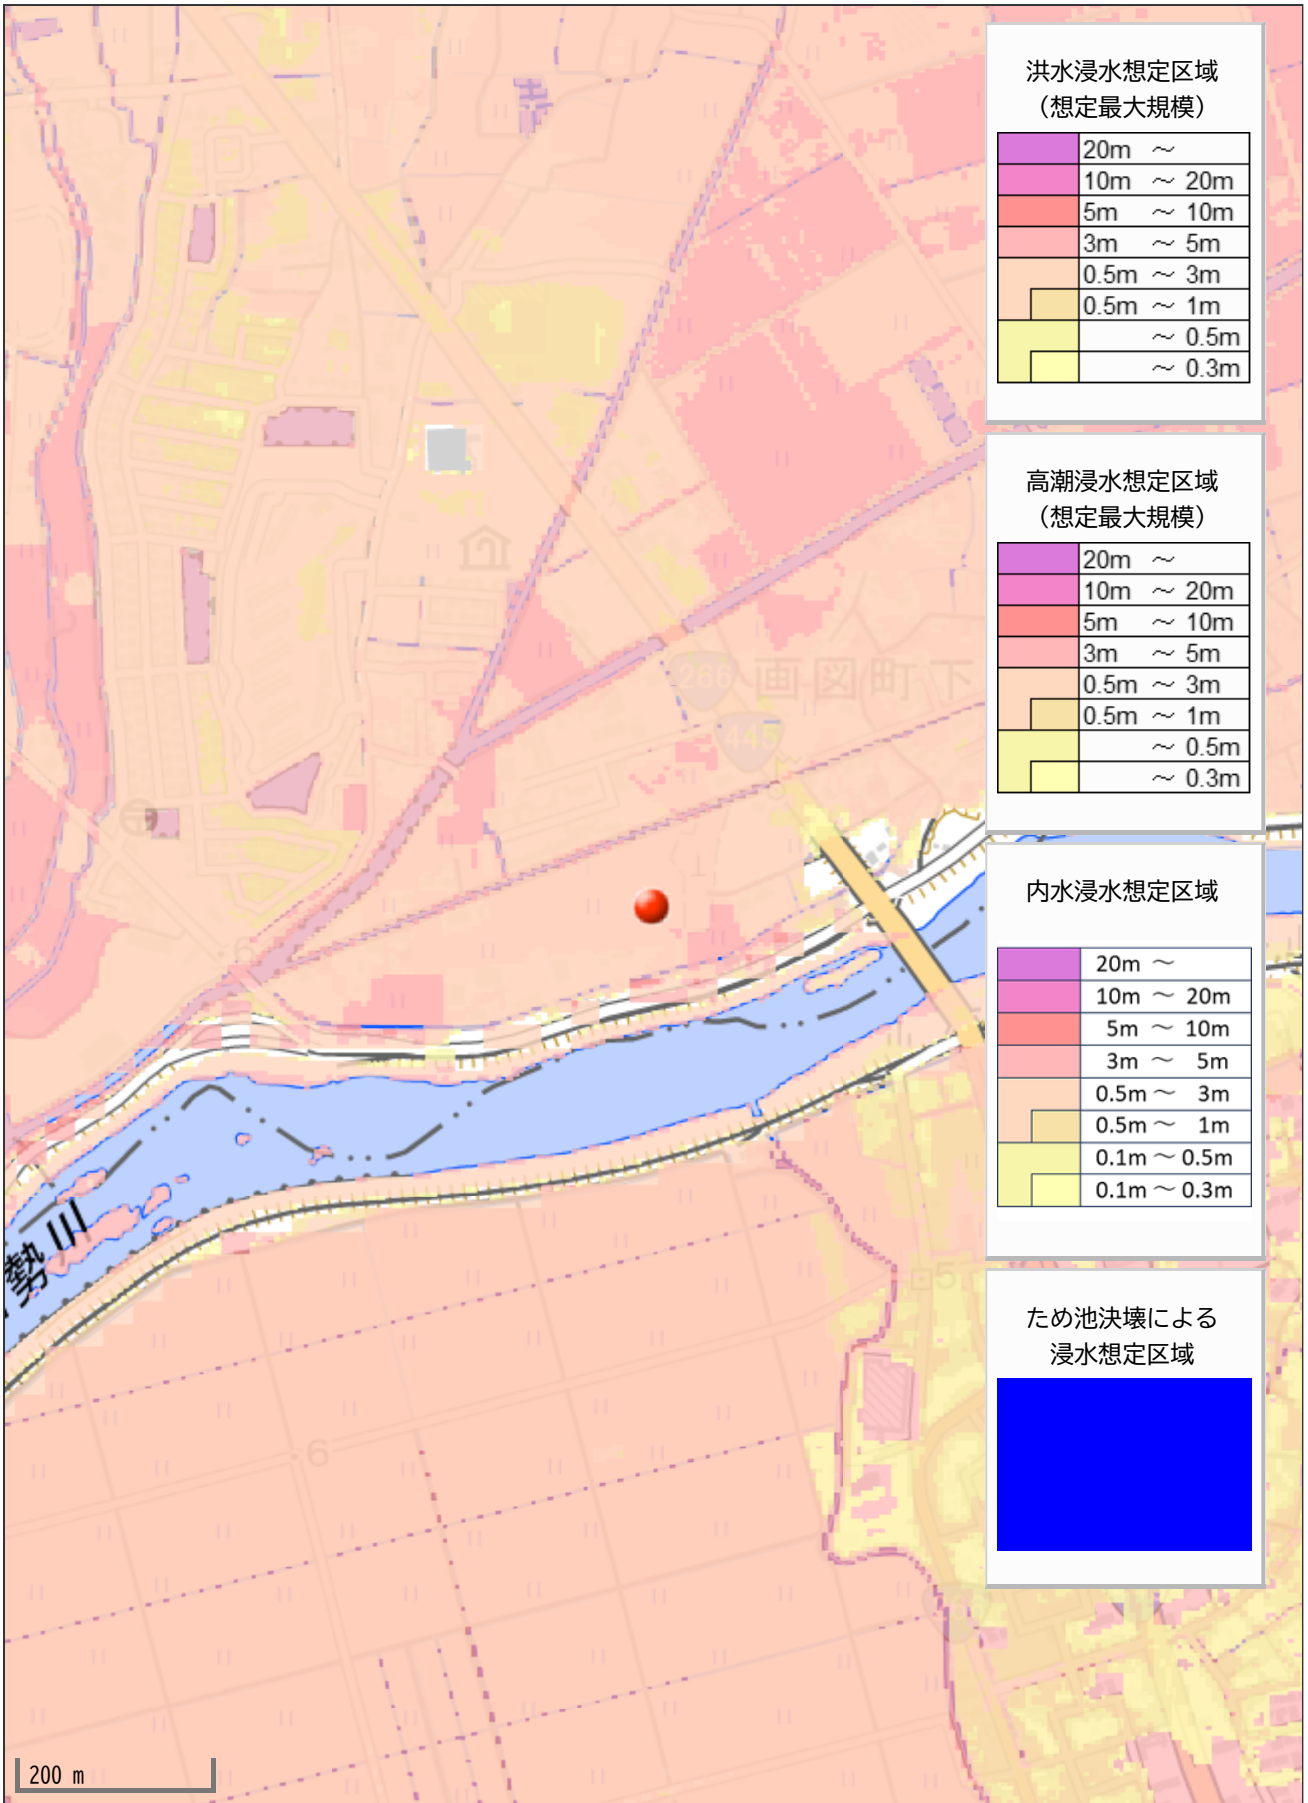 洪水浸水想定区域
（想定最大規模）
20m ～
10m ～ 20m
5m ～ 10m
3m ～ 5m
0.5m ～ 3m
0.5m ～ 1m
～ 0.5m
～ 0.3m
高潮浸水想定区域
（想定最大規模）
20m ～
10m ～ 20m
5m ～ 10m
3m ～ 5m
0.5m ～ 3m
0.5m ～ 1m
～ 0.5m
～ 0.3m
内水浸水想定区域
20m ～
10m ～ 20m
5m ～ 10m
3m ～ 5m
0.5m ～ 3m
0.5m ～ 1m
0.1m ～ 0.5m
0.1m ～ 0.3m
ため池決壊による
浸水想定区域
266
画図町下
445
6
勢川
5
6
200 m